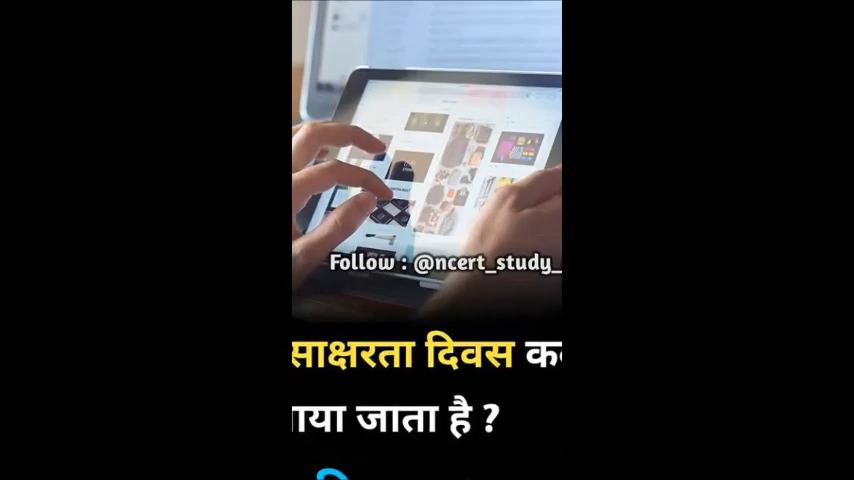 Follow : @ncert_study_
साक्षरता दिवस
जाता है ?